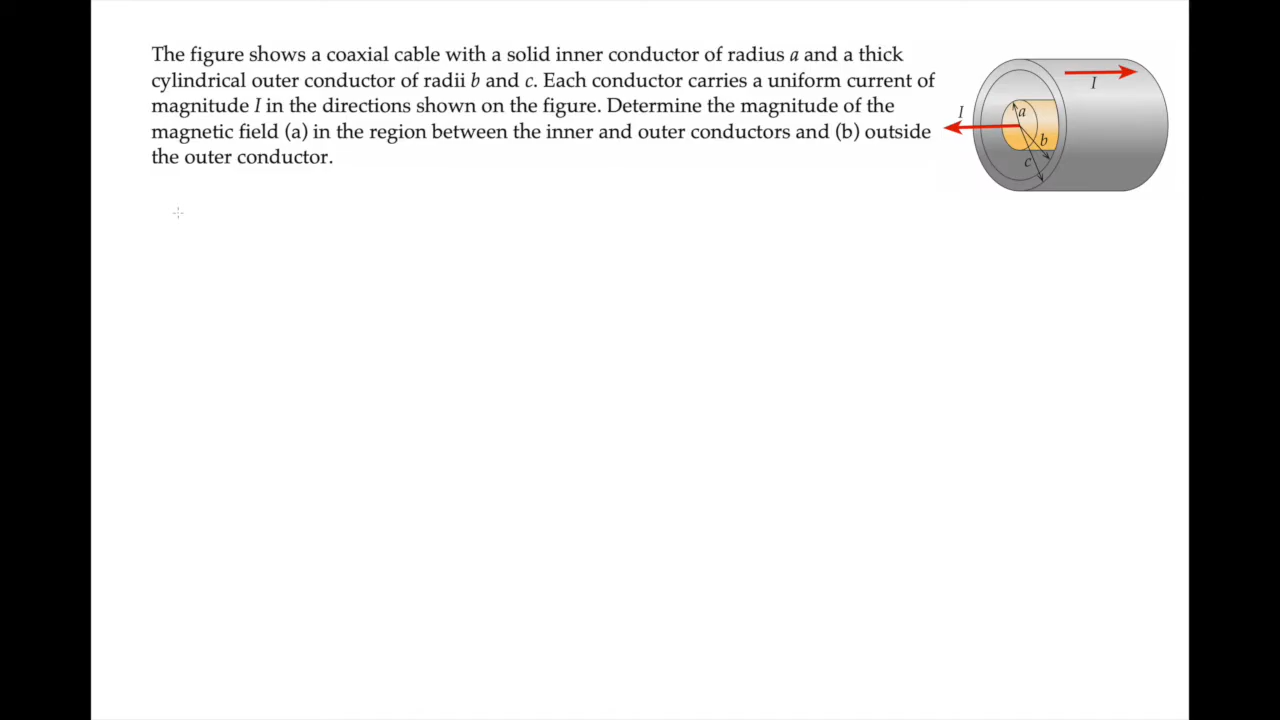 The figure shows a coaxial cable with a solid inner conductor of radius a and a thick
cylindrical outer conductor of radii b and c. Each conductor carries a uniform current of
magnitude I in the directions shown on the figure. Determine the magnitude of the
magnetic field (a) in the region between the inner and outer conductors and (b) outside
the outer conductor.
I
I
a
b
c